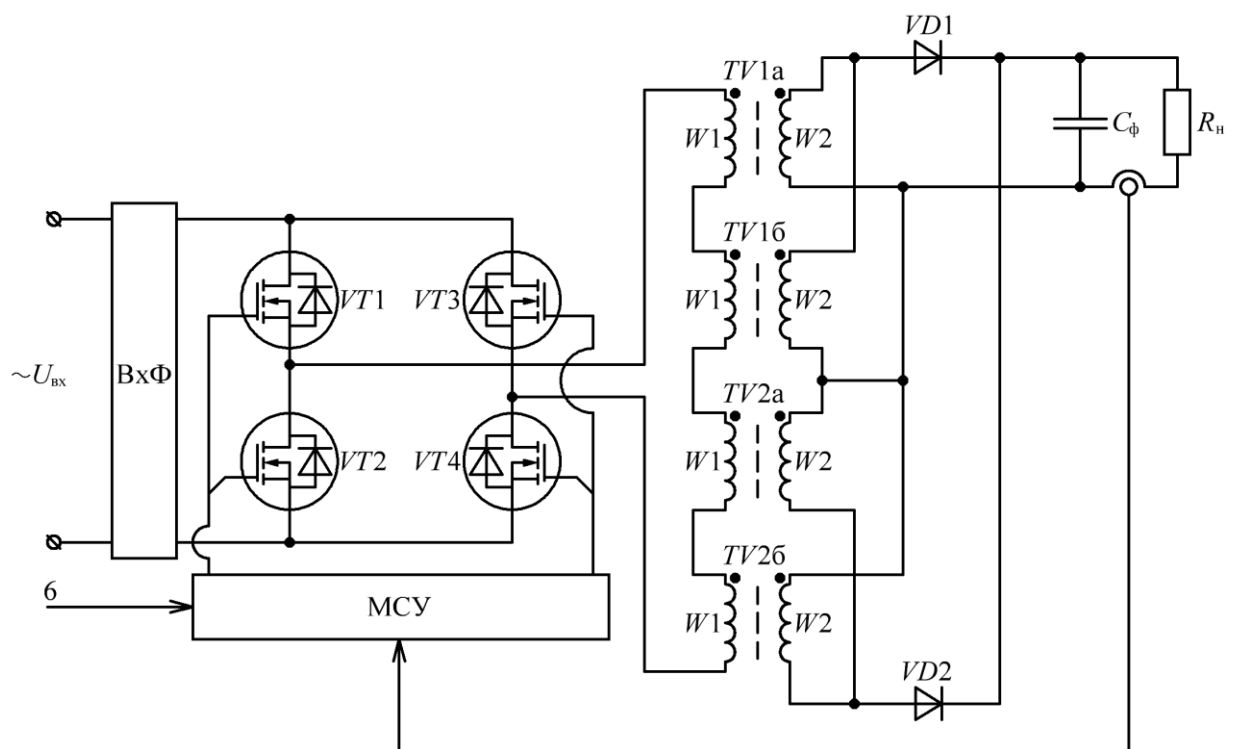 VD1
TV1а
W1 W2
Cф
Rн
TV1б
VT1 VT3
W1 W2
~Uвх
ВхФ
TV2а
VT2 VT4
W1 W2
TV2б
6
МСУ
W1 W2
VD2